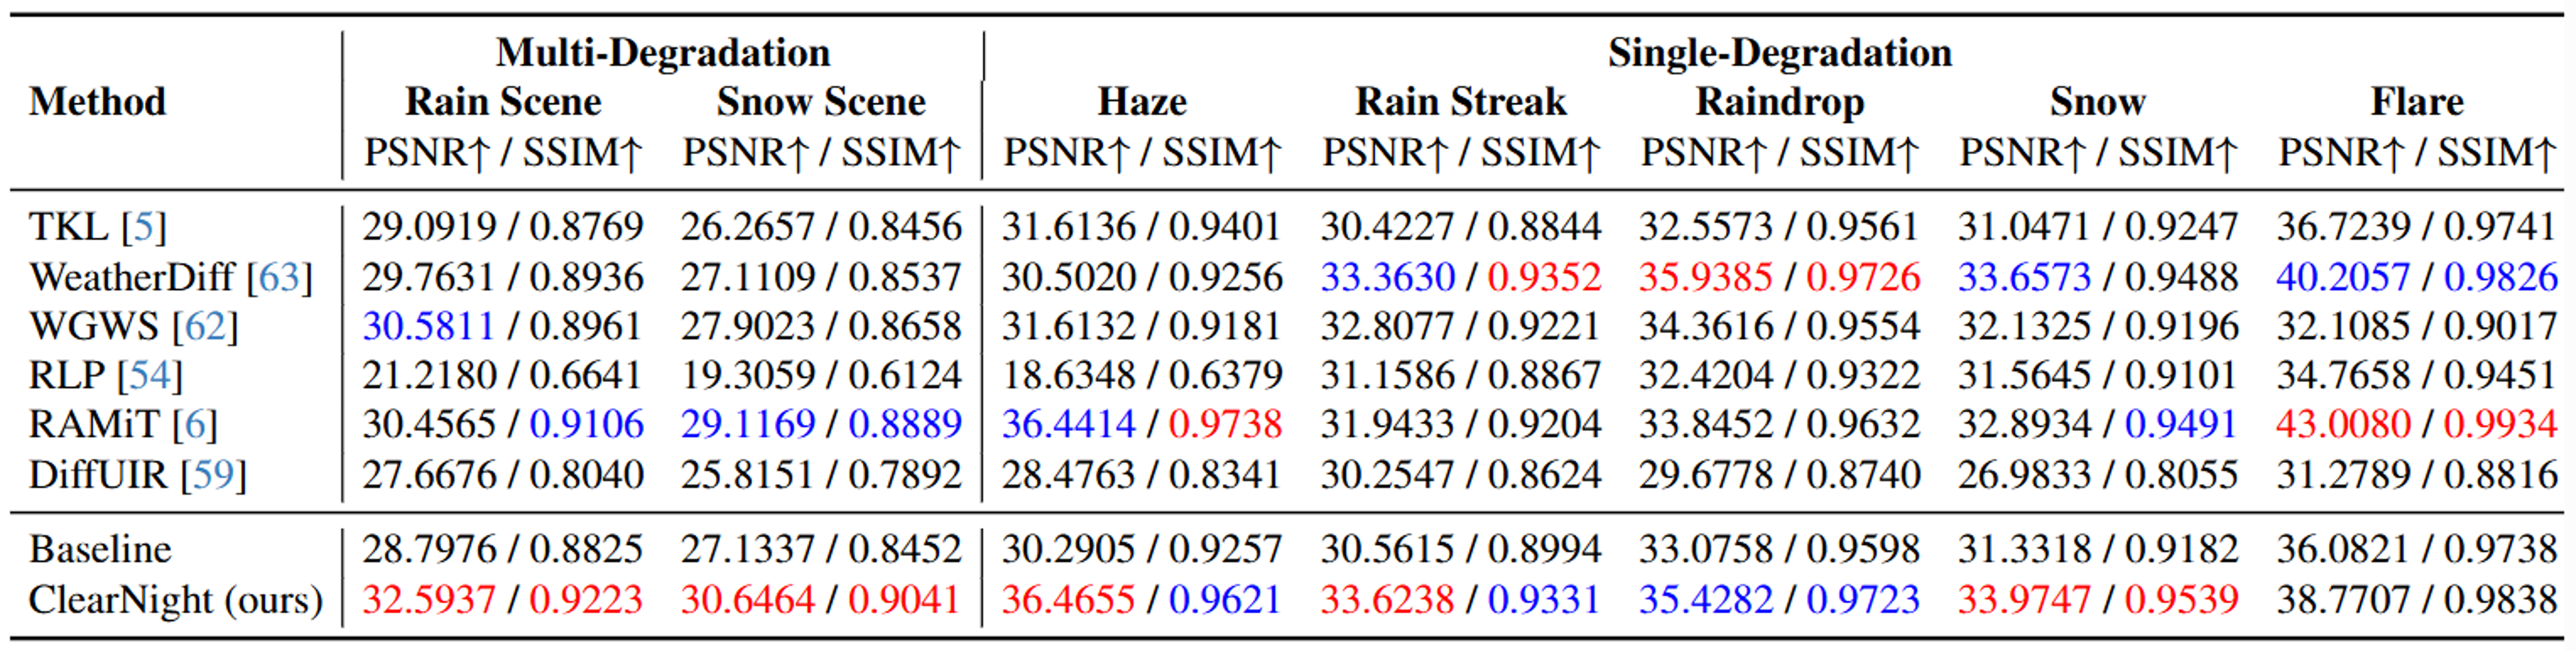 Multi-Degradation Single-Degradation
Method Rain Scene Snow Scene Haze Rain Streak Raindrop Snow Flare
PSNR↑ / SSIM↑ PSNR↑ / SSIM↑ PSNR↑ / SSIM↑ PSNR↑ / SSIM↑ PSNR↑ / SSIM↑ PSNR↑ / SSIM↑ PSNR↑ / SSIM↑
TKL [5] 29.0919 / 0.8769 26.2657 / 0.8456 31.6136 / 0.9401 30.4227 / 0.8844 32.5573 / 0.9561 31.0471 / 0.9247 36.7239 / 0.9741
WeatherDiff [63] 29.7631 / 0.8936 27.1109 / 0.8537 30.5020 / 0.9256 33.3630 / 0.9352 35.9385 / 0.9726 33.6573 / 0.9488 40.2057 / 0.9826
WGWS [62] 30.5811 / 0.8961 27.9023 / 0.8658 31.6132 / 0.9181 32.8077 / 0.9221 34.3616 / 0.9554 32.1325 / 0.9196 32.1085 / 0.9017
RLP [54] 21.2180 / 0.6641 19.3059 / 0.6124 18.6348 / 0.6379 31.1586 / 0.8867 32.4204 / 0.9322 31.5645 / 0.9101 34.7658 / 0.9451
RAMiT [6] 30.4565 / 0.9106 29.1169 / 0.8889 36.4414 / 0.9738 31.9433 / 0.9204 33.8452 / 0.9632 32.8934 / 0.9491 43.0080 / 0.9934
DiffUIR [59] 27.6676 / 0.8040 25.8151 / 0.7892 28.4763 / 0.8341 30.2547 / 0.8624 29.6778 / 0.8740 26.9833 / 0.8055 31.2789 / 0.8816
Baseline 28.7976 / 0.8825 27.1337 / 0.8452 30.2905 / 0.9257 30.5615 / 0.8994 33.0758 / 0.9598 31.3318 / 0.9182 36.0821 / 0.9738
ClearNight (ours) 32.5937 / 0.9223 30.6464 / 0.9041 36.4655 / 0.9621 33.6238 / 0.9331 35.4282 / 0.9723 33.9747 / 0.9539 38.7707 / 0.9838